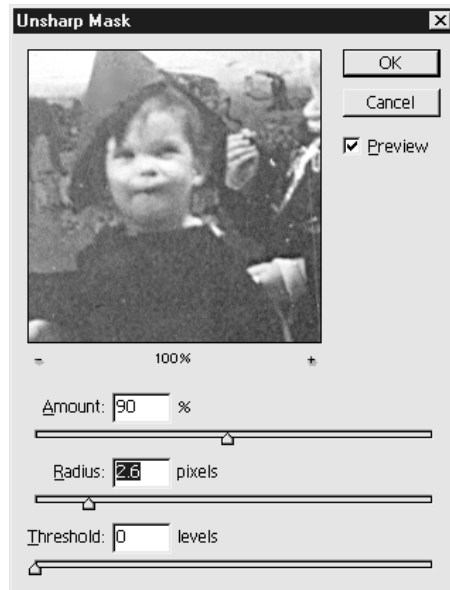 Unsharp Mask
OK
Cancel
Preview
- 100% +
Amount: 90 %
Radius: 2.6 pixels
Threshold: 0 levels